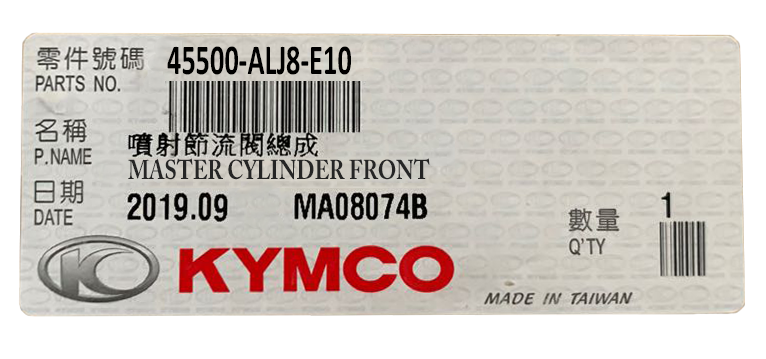 零件號碼 45500-ALJ8-E10
PARTS NO.
名稱 噴射節流閥總成
P.NAME MASTER CYLINDER FRONT
日期
DATE 2019.09 MA08074B
數量 1
Q'TY
KYMCO
MADE IN TAIWAN